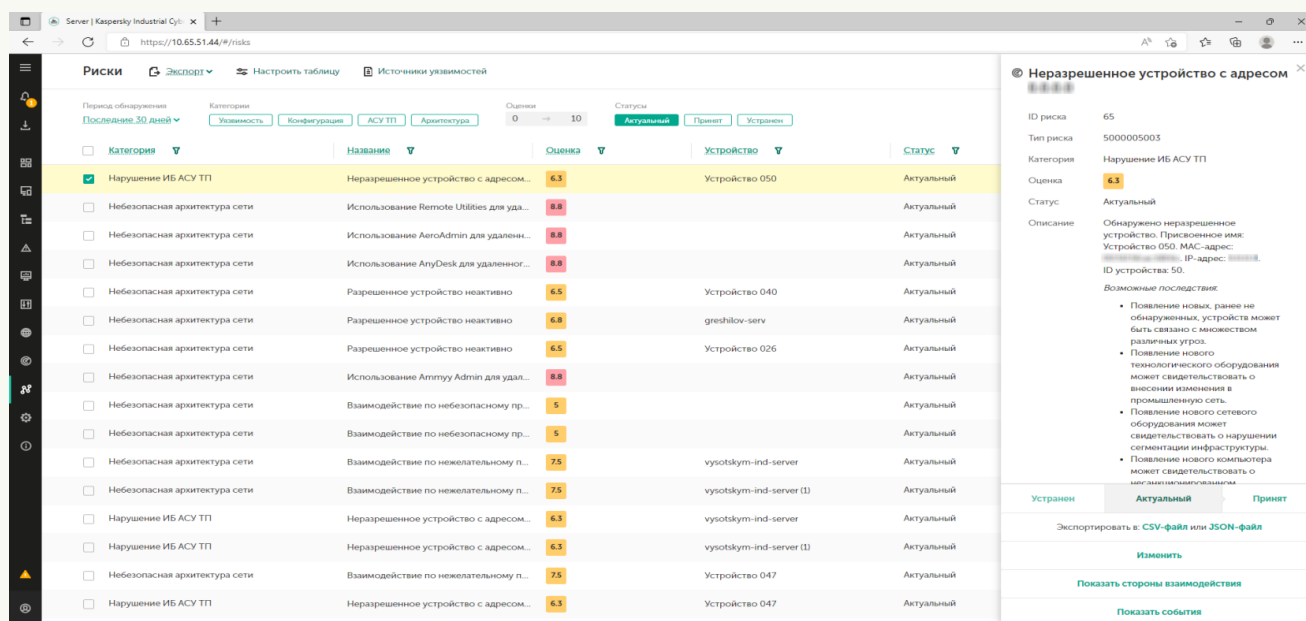 Server | Kaspersky Industrial Cyb
https://10.65.51.44/#/risks
Риски Экспорт Настроить таблицу Источники уязвимостей
Период обнаружения Категории Оценки Статусы
Последние 30 дней Уязвимость Конфигурация АСУ ТП Архитектура 0 → 10 Актуальный Принят Устранен
Категория Название Оценка Устройство Статус
Нарушение ИБ АСУ ТП Неразрешенное устройство с адресом... 6.3 Устройство 050 Актуальный
Небезопасная архитектура сети Использование Remote Utilities для уда... 8.8 Актуальный
Небезопасная архитектура сети Использование AeroAdmin для удаленн... 8.8 Актуальный
Небезопасная архитектура сети Использование AnyDesk для удаленног... 8.8 Актуальный
Небезопасная архитектура сети Разрешенное устройство неактивно 6.5 Устройство 040 Актуальный
Небезопасная архитектура сети Разрешенное устройство неактивно 6.8 greshilov-serv Актуальный
Небезопасная архитектура сети Разрешенное устройство неактивно 6.5 Устройство 026 Актуальный
Небезопасная архитектура сети Использование Ammyy Admin для удал... 8.8 Актуальный
Небезопасная архитектура сети Взаимодействие по небезопасному пр... 5 Актуальный
Небезопасная архитектура сети Взаимодействие по небезопасному пр... 5 Актуальный
Небезопасная архитектура сети Взаимодействие по нежелательному п... 7.5 vysotskym-ind-server Актуальный
Небезопасная архитектура сети Взаимодействие по нежелательному п... 7.5 vysotskym-ind-server (1) Актуальный
Нарушение ИБ АСУ ТП Неразрешенное устройство с адресом... 6.3 vysotskym-ind-server Актуальный
Нарушение ИБ АСУ ТП Неразрешенное устройство с адресом... 6.3 vysotskym-ind-server (1) Актуальный
Небезопасная архитектура сети Взаимодействие по нежелательному п... 7.5 Устройство 047 Актуальный
Нарушение ИБ АСУ ТП Неразрешенное устройство с адресом... 6.3 Устройство 047 Актуальный
Неразрешенное устройство с адресом
ID риска 65
Тип риска 5000005003
Категория Нарушение ИБ АСУ ТП
Оценка 6.3
Статус Актуальный
Описание Обнаружено неразрешенное
устройство. Присвоенное имя:
Устройство 050. MAC-адрес:
IP-адрес:
ID устройства: 50.
Возможные последствия:
• Появление новых, ранее не
обнаруженных, устройств может
быть связано с множеством
различных угроз.
• Появление нового
технологического оборудования
может свидетельствовать о
внесении изменения в
промышленную сеть.
• Появление нового сетевого
оборудования может
свидетельствовать о нарушении
сегментации инфраструктуры.
• Появление нового компьютера
может свидетельствовать о
несанкционированном
Устранен Актуальный Принят
Экспортировать в: CSV-файл или JSON-файл
Изменить
Показать стороны взаимодействия
Показать события